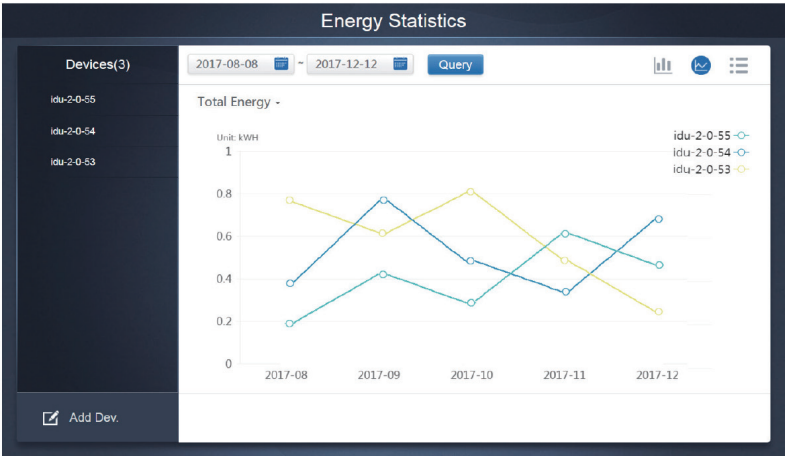 Energy Statistics
Devices(3)
idu-2-0-55
idu-2-0-54
idu-2-0-53
Add Dev.
2017-08-08 ~ 2017-12-12 Query
Total Energy
Unit: kWH
idu-2-0-55
idu-2-0-54
idu-2-0-53
1
0.8
0.6
0.4
0.2
0
2017-08 2017-09 2017-10 2017-11 2017-12